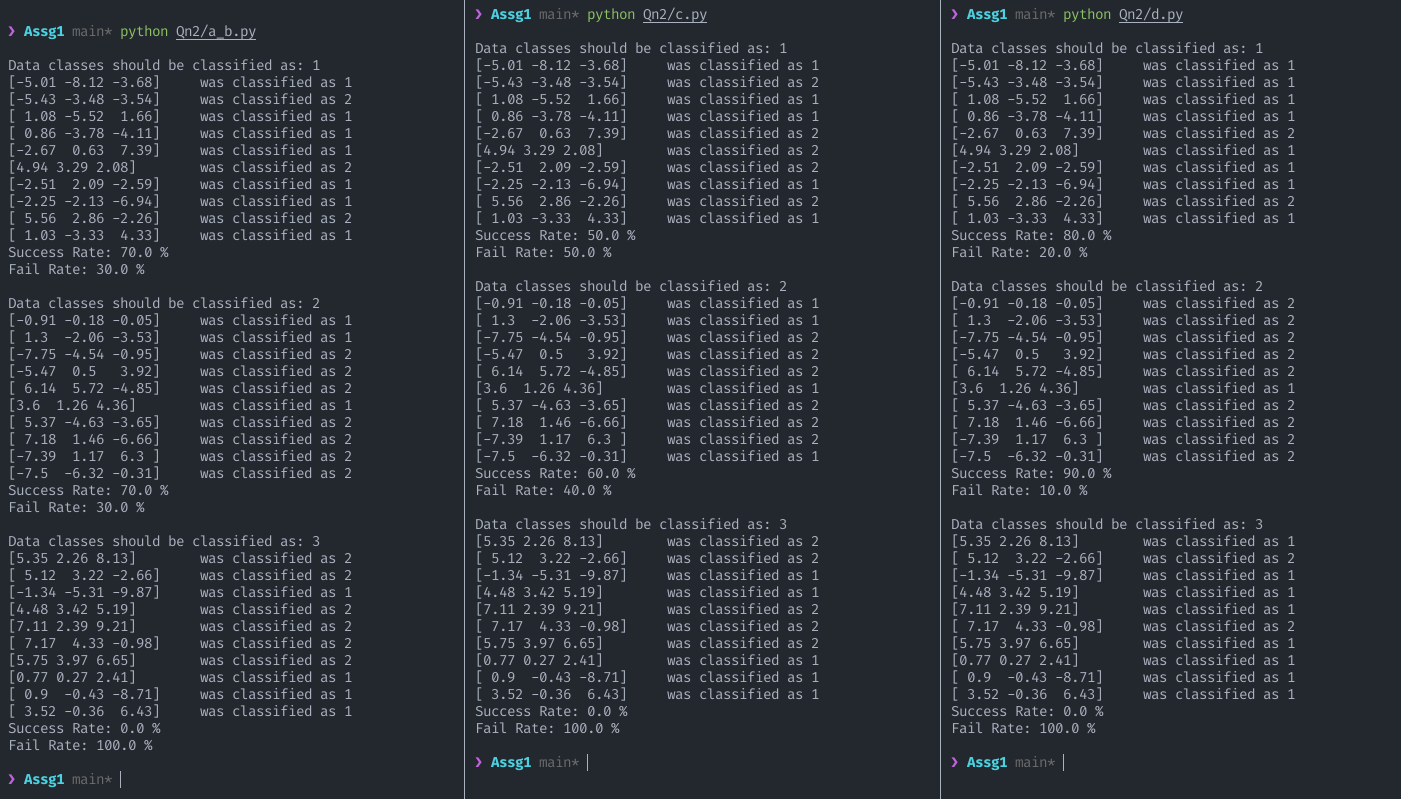 ❯ Assg1 main* python Qn2/a_b.py

Data classes should be classified as: 1
[-5.01 -8.12 -3.68]     was classified as 1
[-5.43 -3.48 -3.54]     was classified as 2
[ 1.08 -5.52  1.66]     was classified as 1
[ 0.86 -3.78 -4.11]     was classified as 1
[-2.67  0.63  7.39]     was classified as 1
[4.94 3.29 2.08]        was classified as 2
[-2.51  2.09 -2.59]     was classified as 1
[-2.25 -2.13 -6.94]     was classified as 1
[ 5.56  2.86 -2.26]     was classified as 2
[ 1.03 -3.33  4.33]     was classified as 1
Success Rate: 70.0 %
Fail Rate: 30.0 %

Data classes should be classified as: 2
[-0.91 -0.18 -0.05]     was classified as 1
[ 1.3  -2.06 -3.53]     was classified as 1
[-7.75 -4.54 -0.95]     was classified as 2
[-5.47  0.5   3.92]     was classified as 2
[ 6.14  5.72 -4.85]     was classified as 2
[3.6  1.26 4.36]        was classified as 1
[ 5.37 -4.63 -3.65]     was classified as 2
[ 7.18  1.46 -6.66]     was classified as 2
[-7.39  1.17  6.3 ]     was classified as 2
[-7.5  -6.32 -0.31]     was classified as 2
Success Rate: 70.0 %
Fail Rate: 30.0 %

Data classes should be classified as: 3
[5.35 2.26 8.13]        was classified as 2
[ 5.12  3.22 -2.66]     was classified as 2
[-1.34 -5.31 -9.87]     was classified as 1
[4.48 3.42 5.19]        was classified as 2
[7.11 2.39 9.21]        was classified as 2
[ 7.17  4.33 -0.98]     was classified as 2
[5.75 3.97 6.65]        was classified as 2
[0.77 0.27 2.41]        was classified as 1
[ 0.9  -0.43 -8.71]     was classified as 1
[ 3.52 -0.36  6.43]     was classified as 1
Success Rate: 0.0 %
Fail Rate: 100.0 %

❯ Assg1 main*
❯ Assg1 main* python Qn2/c.py

Data classes should be classified as: 1
[-5.01 -8.12 -3.68]     was classified as 1
[-5.43 -3.48 -3.54]     was classified as 2
[ 1.08 -5.52  1.66]     was classified as 1
[ 0.86 -3.78 -4.11]     was classified as 1
[-2.67  0.63  7.39]     was classified as 2
[4.94 3.29 2.08]        was classified as 2
[-2.51  2.09 -2.59]     was classified as 2
[-2.25 -2.13 -6.94]     was classified as 1
[ 5.56  2.86 -2.26]     was classified as 2
[ 1.03 -3.33  4.33]     was classified as 1
Success Rate: 50.0 %
Fail Rate: 50.0 %

Data classes should be classified as: 2
[-0.91 -0.18 -0.05]     was classified as 1
[ 1.3  -2.06 -3.53]     was classified as 1
[-7.75 -4.54 -0.95]     was classified as 2
[-5.47  0.5   3.92]     was classified as 2
[ 6.14  5.72 -4.85]     was classified as 2
[3.6  1.26 4.36]        was classified as 1
[ 5.37 -4.63 -3.65]     was classified as 2
[ 7.18  1.46 -6.66]     was classified as 2
[-7.39  1.17  6.3 ]     was classified as 2
[-7.5  -6.32 -0.31]     was classified as 1
Success Rate: 60.0 %
Fail Rate: 40.0 %

Data classes should be classified as: 3
[5.35 2.26 8.13]        was classified as 2
[ 5.12  3.22 -2.66]     was classified as 2
[-1.34 -5.31 -9.87]     was classified as 1
[4.48 3.42 5.19]        was classified as 1
[7.11 2.39 9.21]        was classified as 2
[ 7.17  4.33 -0.98]     was classified as 2
[5.75 3.97 6.65]        was classified as 2
[0.77 0.27 2.41]        was classified as 1
[ 0.9  -0.43 -8.71]     was classified as 1
[ 3.52 -0.36  6.43]     was classified as 1
Success Rate: 0.0 %
Fail Rate: 100.0 %

❯ Assg1 main*
❯ Assg1 main* python Qn2/d.py

Data classes should be classified as: 1
[-5.01 -8.12 -3.68]     was classified as 1
[-5.43 -3.48 -3.54]     was classified as 1
[ 1.08 -5.52  1.66]     was classified as 1
[ 0.86 -3.78 -4.11]     was classified as 1
[-2.67  0.63  7.39]     was classified as 2
[4.94 3.29 2.08]        was classified as 1
[-2.51  2.09 -2.59]     was classified as 1
[-2.25 -2.13 -6.94]     was classified as 1
[ 5.56  2.86 -2.26]     was classified as 2
[ 1.03 -3.33  4.33]     was classified as 1
Success Rate: 80.0 %
Fail Rate: 20.0 %

Data classes should be classified as: 2
[-0.91 -0.18 -0.05]     was classified as 2
[ 1.3  -2.06 -3.53]     was classified as 2
[-7.75 -4.54 -0.95]     was classified as 2
[-5.47  0.5   3.92]     was classified as 2
[ 6.14  5.72 -4.85]     was classified as 2
[3.6  1.26 4.36]        was classified as 1
[ 5.37 -4.63 -3.65]     was classified as 2
[ 7.18  1.46 -6.66]     was classified as 2
[-7.39  1.17  6.3 ]     was classified as 2
[-7.5  -6.32 -0.31]     was classified as 2
Success Rate: 90.0 %
Fail Rate: 10.0 %

Data classes should be classified as: 3
[5.35 2.26 8.13]        was classified as 1
[ 5.12  3.22 -2.66]     was classified as 2
[-1.34 -5.31 -9.87]     was classified as 1
[4.48 3.42 5.19]        was classified as 1
[7.11 2.39 9.21]        was classified as 1
[ 7.17  4.33 -0.98]     was classified as 2
[5.75 3.97 6.65]        was classified as 1
[0.77 0.27 2.41]        was classified as 1
[ 0.9  -0.43 -8.71]     was classified as 1
[ 3.52 -0.36  6.43]     was classified as 1
Success Rate: 0.0 %
Fail Rate: 100.0 %

❯ Assg1 main*